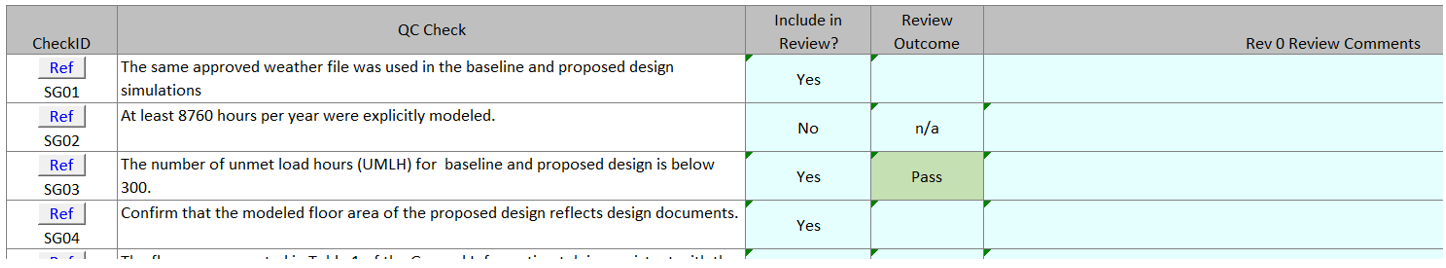 CheckID
QC Check
Include in
Review?
Review
Outcome
Rev 0 Review Comments
Ref
SG01
The same approved weather file was used in the baseline and proposed design
simulations
Yes
Ref
SG02
At least 8760 hours per year were explicitly modeled.
No
n/a
Ref
SG03
The number of unmet load hours (UMLH) for  baseline and proposed design is below
300.
Yes
Pass
Ref
SG04
Confirm that the modeled floor area of the proposed design reflects design documents.
Yes